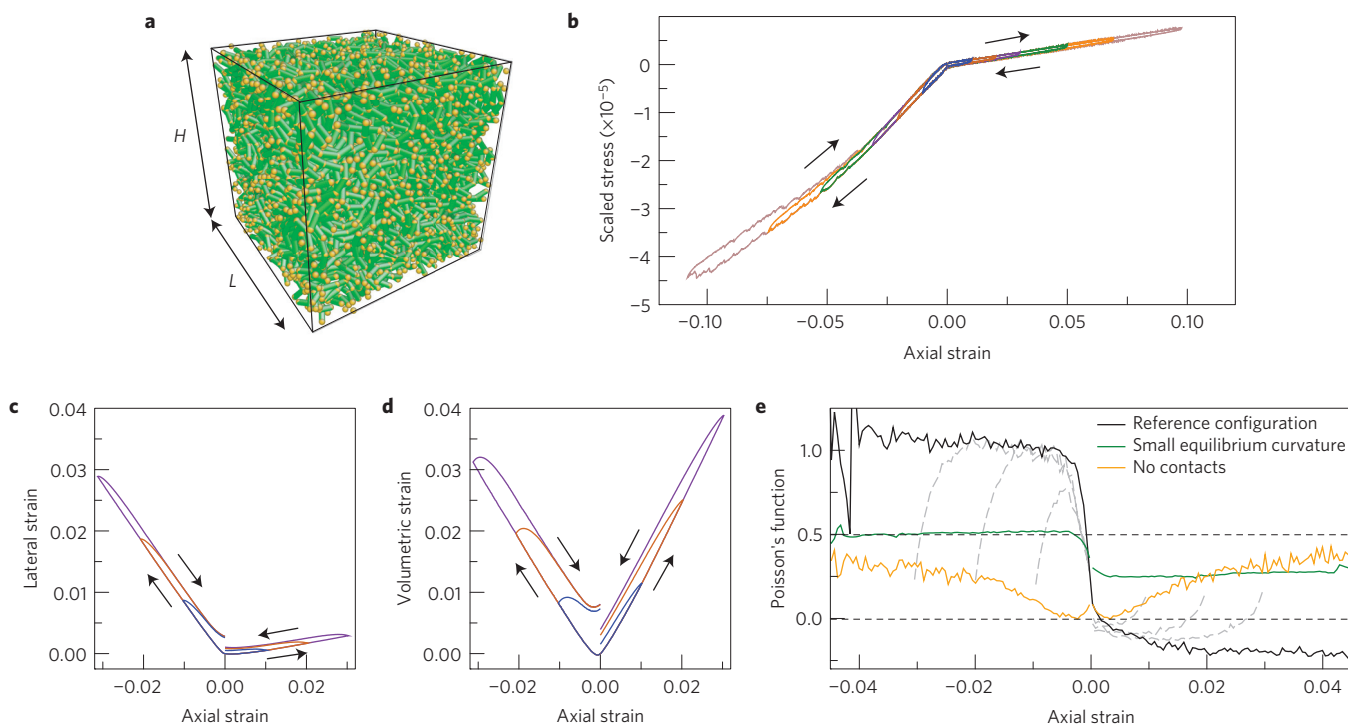 a
H
L
b
0
−1
−2
−3
−4
−5
Scaled stress (×10−5)
−0.10
−0.05
0.00
0.05
0.10
Axial strain
c
0.04
0.03
0.02
0.01
0.00
Lateral strain
−0.02
0.00
0.02
Axial strain
d
0.04
0.03
0.02
0.01
0.00
Volumetric strain
−0.02
0.00
0.02
Axial strain
e
Reference configuration
Small equilibrium curvature
No contacts
1.0
0.5
0.0
Poisson's function
−0.04
−0.02
0.00
0.02
0.04
Axial strain